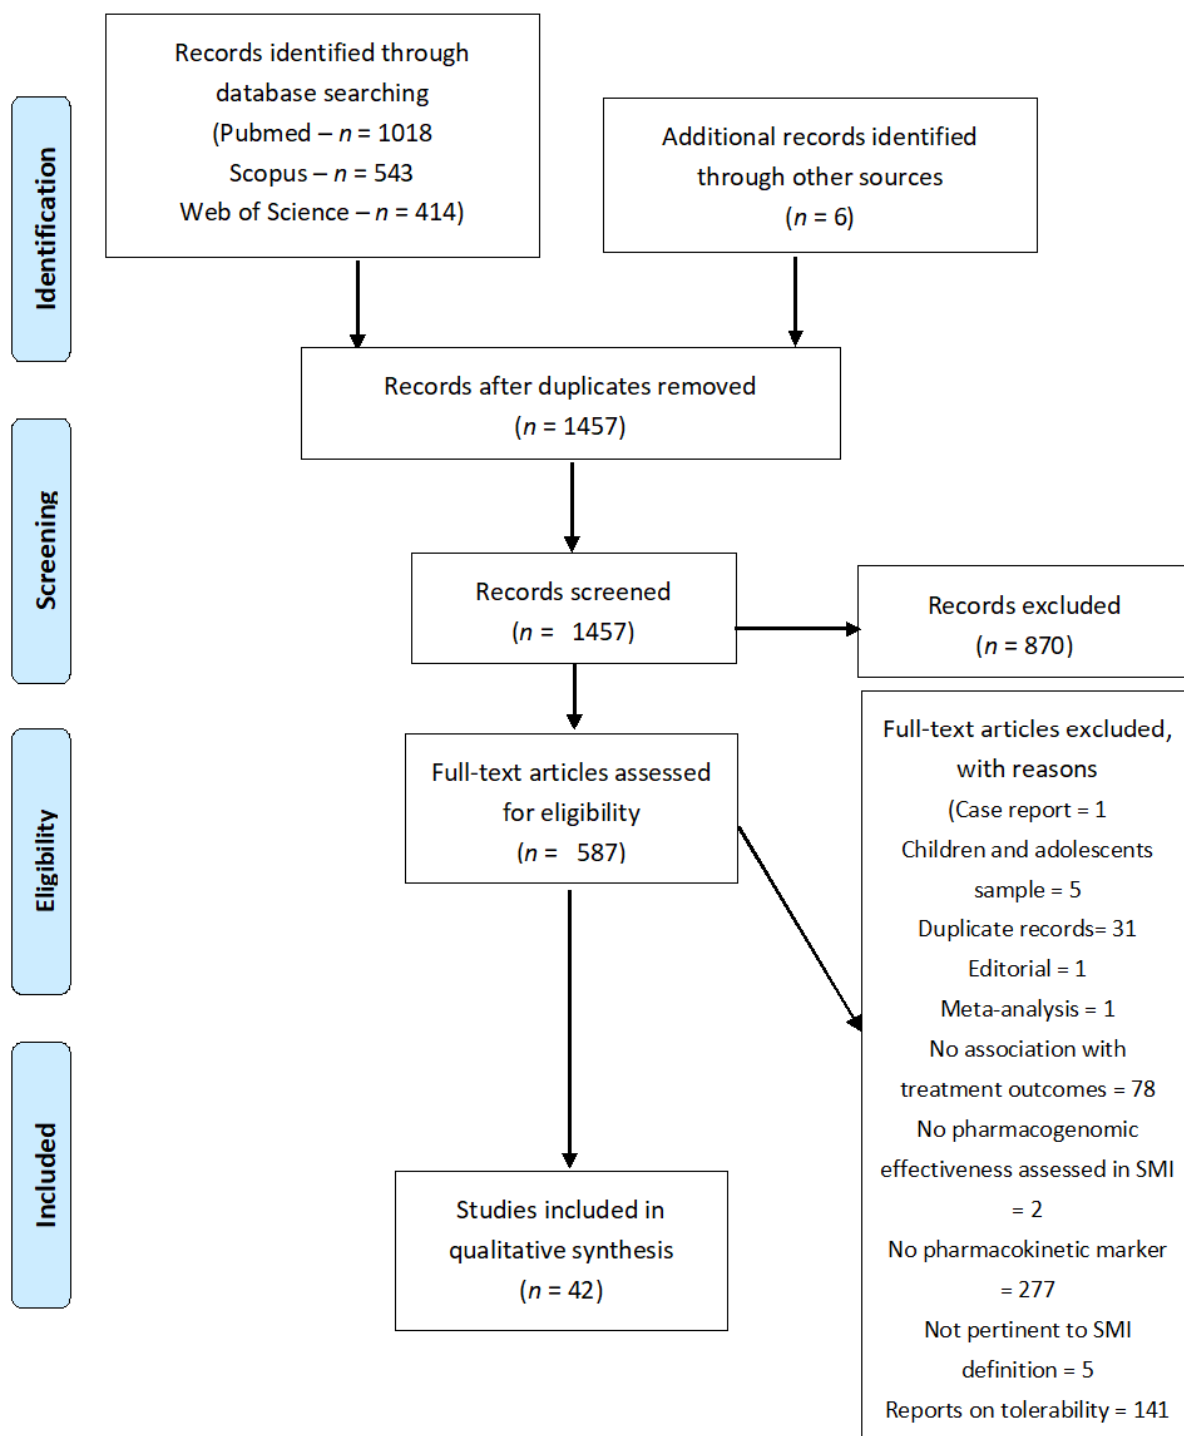 Identification
Records identified through
database searching
(Pubmed – n = 1018
Scopus – n = 543
Web of Science – n = 414)
Additional records identified
through other sources
(n = 6)
Records after duplicates removed
(n = 1457)
Screening
Records screened
(n = 1457)
Records excluded
(n = 870)
Eligibility
Full-text articles assessed
for eligibility
(n = 587)
Full-text articles excluded,
with reasons
(Case report = 1
Children and adolescents
sample = 5
Duplicate records= 31
Editorial = 1
Meta-analysis = 1
No association with
treatment outcomes = 78
No pharmacogenomic
effectiveness assessed in SMI
= 2
No pharmacokinetic marker
= 277
Not pertinent to SMI
definition = 5
Reports on tolerability = 141
Included
Studies included in
qualitative synthesis
(n = 42)